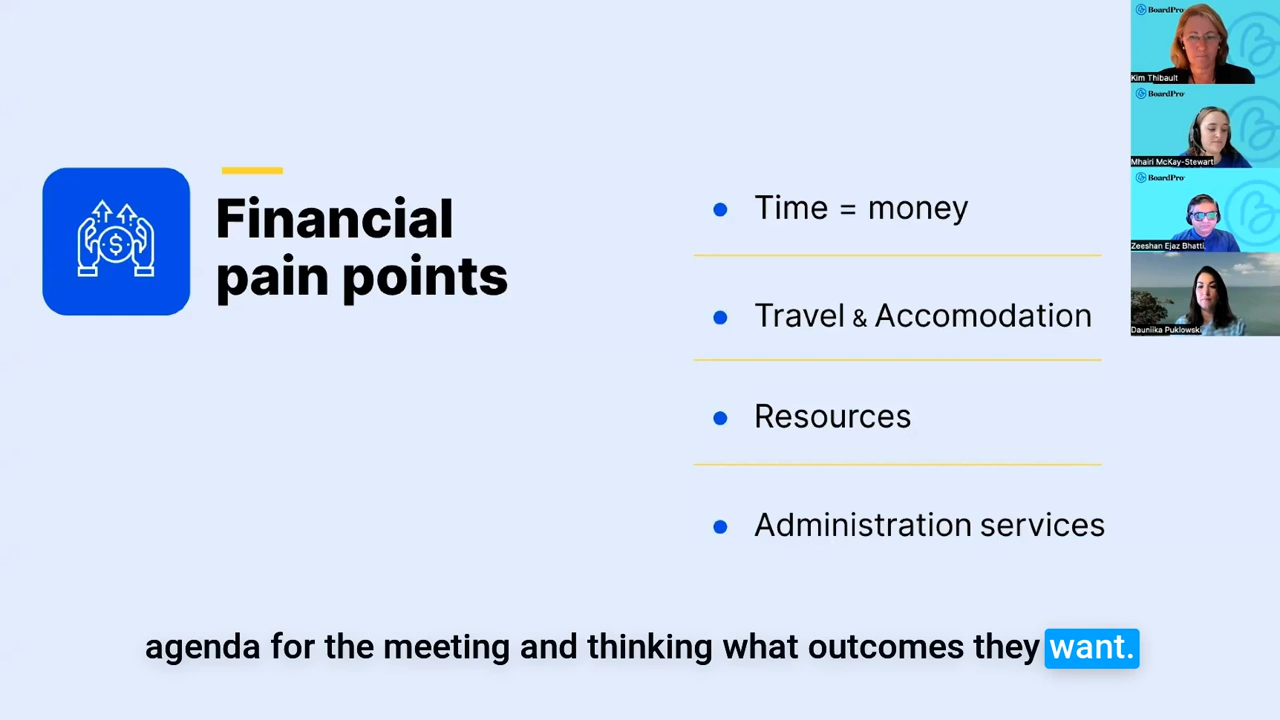 Financial
pain points
Time = money
Travel & Accomodation
Resources
Administration services
agenda for the meeting and thinking what outcomes they want.
BoardPro
Kim Thibault
BoardPro
Mhairi McKay-Stewart
BoardPro
Zeeshan Ejaz Bhatti,
Dauniika Puklowski